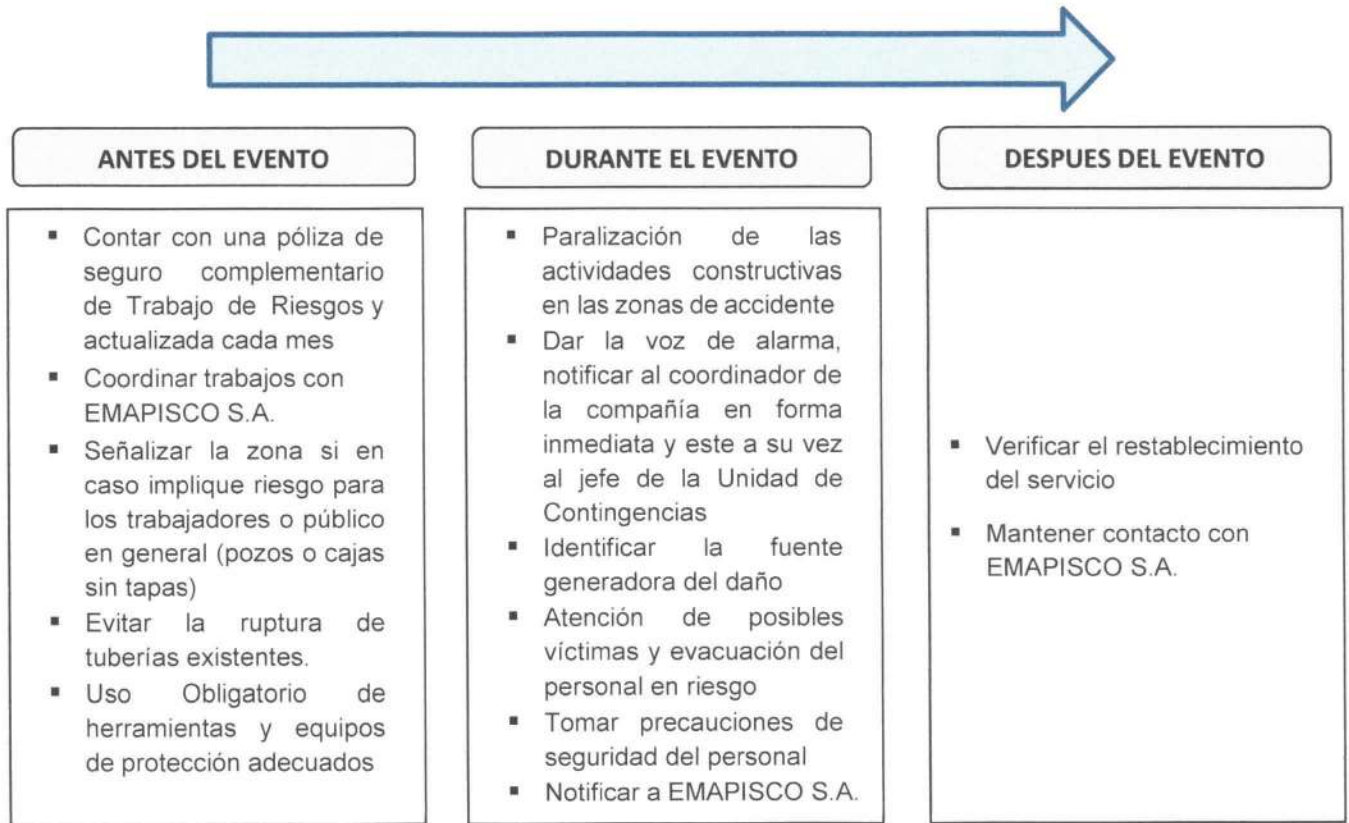 ANTES DEL EVENTO
▪ Contar con una póliza de
seguro complementario
de Trabajo de Riesgos y
actualizada cada mes
▪ Coordinar trabajos con
EMAPISCO S.A.
▪ Señalizar la zona si en
caso implique riesgo para
los trabajadores o público
en general (pozos o cajas
sin tapas)
▪ Evitar la ruptura de
tuberías existentes.
▪ Uso Obligatorio de
herramientas y equipos
de protección adecuados
DURANTE EL EVENTO
▪ Paralización de las
actividades constructivas
en las zonas de accidente
▪ Dar la voz de alarma,
notificar al coordinador de
la compañía en forma
inmediata y este a su vez
al jefe de la Unidad de
Contingencias
▪ Identificar la fuente
generadora del daño
▪ Atención de posibles
víctimas y evacuación del
personal en riesgo
▪ Tomar precauciones de
seguridad del personal
▪ Notificar a EMAPISCO S.A.
DESPUES DEL EVENTO
▪ Verificar el restablecimiento
del servicio
▪ Mantener contacto con
EMAPISCO S.A.